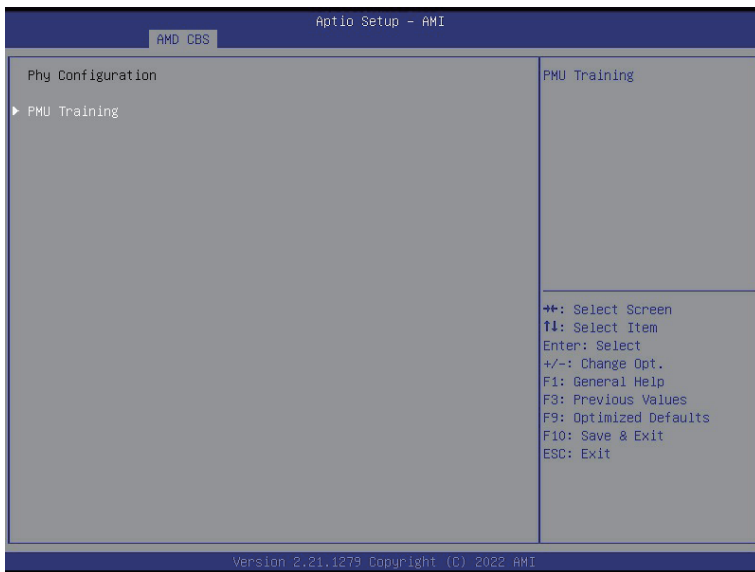 Aptio Setup – AMI
AMD CBS
Phy Configuration
PMU Training
PMU Training
→←: Select Screen
↑↓: Select Item
Enter: Select
+/-: Change Opt.
F1: General Help
F3: Previous Values
F9: Optimized Defaults
F10: Save & Exit
ESC: Exit
Version 2.21.1279 Copyright (C) 2022 AMI